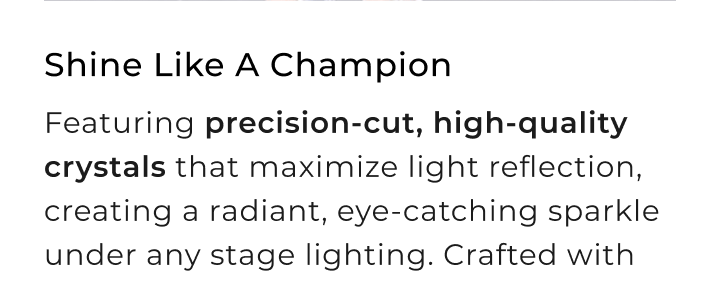 Shine Like A Champion
Featuring precision-cut, high-quality
crystals that maximize light reflection,
creating a radiant, eye-catching sparkle
under any stage lighting. Crafted with